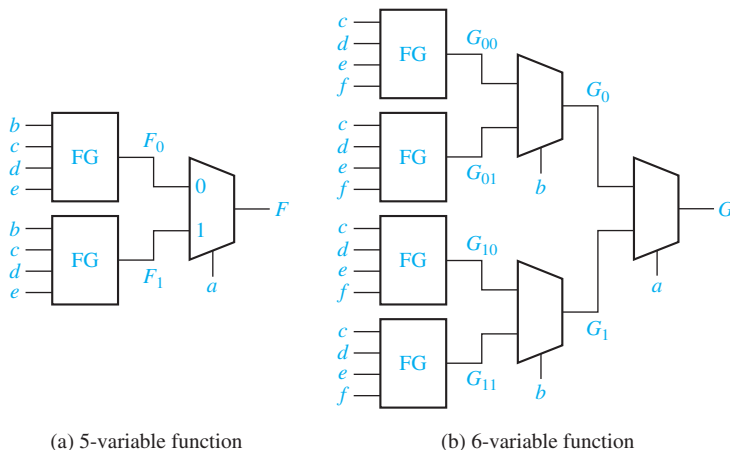 b
c
d
e
FG
F0
b
c
d
e
FG
F1
0
1
a
F
(a) 5-variable function
c
d
e
f
FG
G00
c
d
e
f
FG
G01
b
G0
c
d
e
f
FG
G10
c
d
e
f
FG
G11
b
G1
a
G
(b) 6-variable function